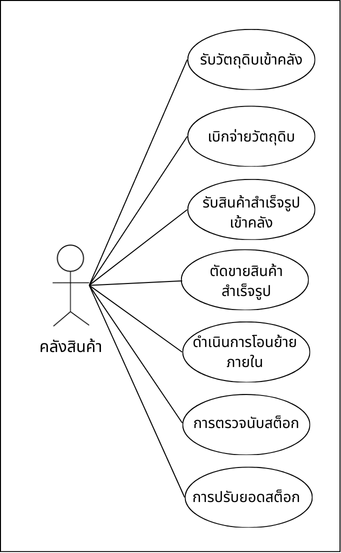 รับวัตถุดิบเข้าคลัง
เบิกจ่ายวัตถุดิบ
รับสินค้าสำเร็จรูป
เข้าคลัง
ตัดขายสินค้า
สำเร็จรูป
คลังสินค้า
ดำเนินการโอนย้าย
ภายใน
การตรวจนับสต็อก
การปรับยอดสต็อก